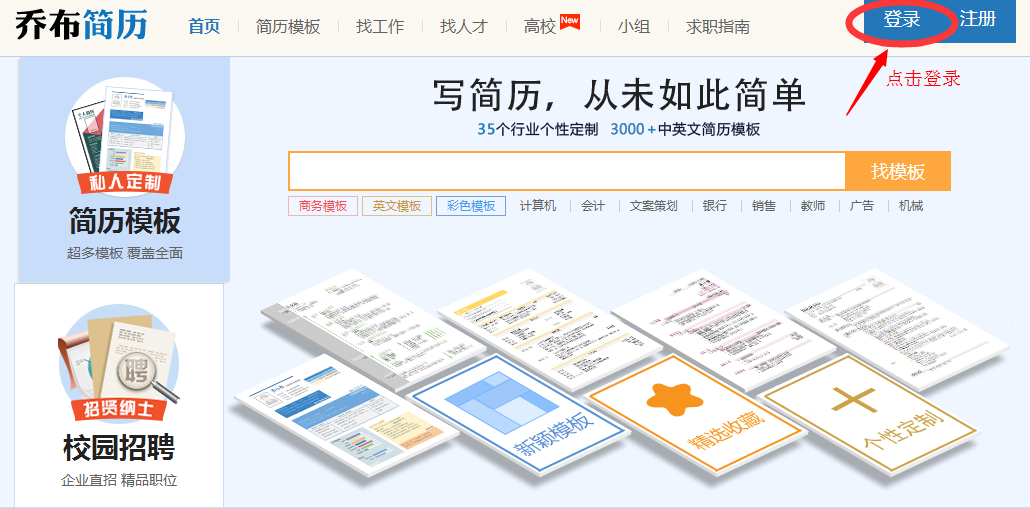 乔布简历 首页 简历模板 找工作 找人才 高校 New 小组 求职指南 登录 注册
点击登录
写简历，从未如此简单
35个行业个性定制 3000+中英文简历模板
找模板
商务模板 英文模板 彩色模板 计算机 会计 文案策划 银行 销售 教师 广告 机械
私人定制
简历模板
超多模板 覆盖全面
聘
招贤纳士
校园招聘
企业直招 精品职位
新颖模板
精选收藏
个性定制